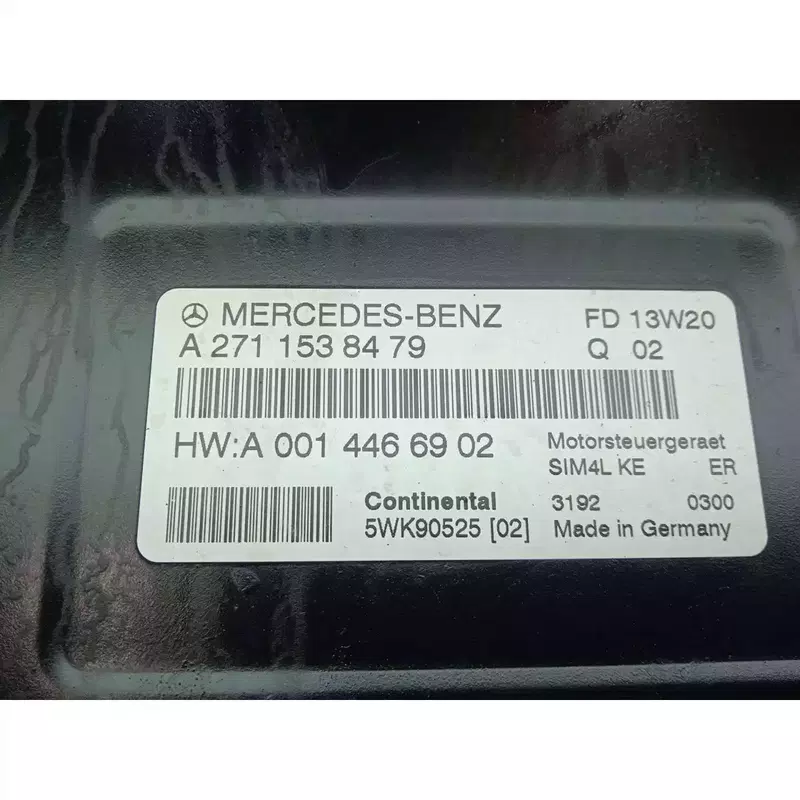 MERCEDES-BENZ FD 13W20
A 271 153 84 79 Q 02
HW:A 001 446 69 02 Motorsteuergeraet
SIM4L KE ER
Continental 3192 0300
5WK90525 [02] Made in Germany